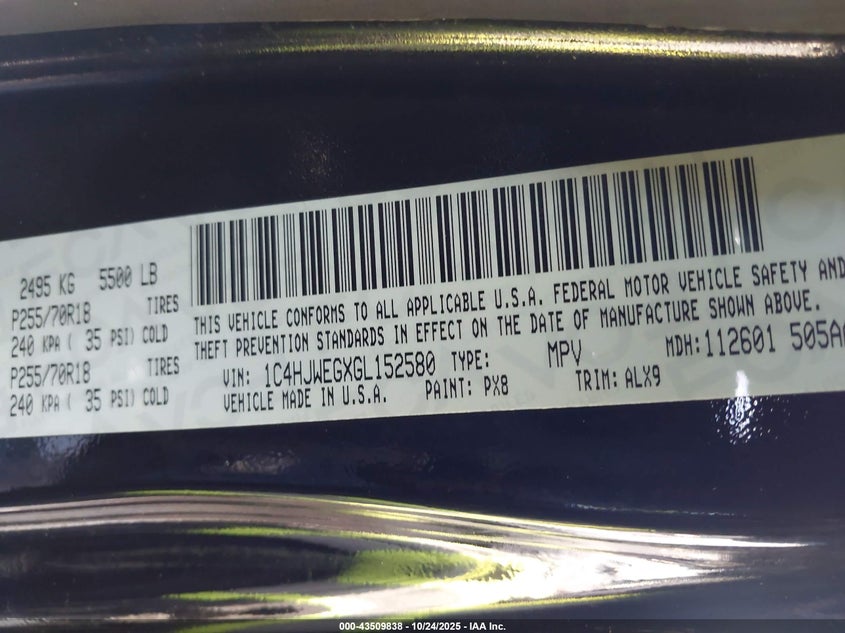 2495 KG 5500 LB
P255/70R18 TIRES
240 KPA ( 35 PSI) COLD
P255/70R18 TIRES
240 KPA ( 35 PSI) COLD
THIS VEHICLE CONFORMS TO ALL APPLICABLE U.S.A. FEDERAL MOTOR VEHICLE SAFETY AND
THEFT PREVENTION STANDARDS IN EFFECT ON THE DATE OF MANUFACTURE SHOWN ABOVE.
VIN: 1C4HJWEGXGL152580 TYPE: MPV MDH:112601 505A
VEHICLE MADE IN U.S.A. PAINT: PX8 TRIM: ALX9
000-43509838 - 10/24/2025 - IAA Inc.